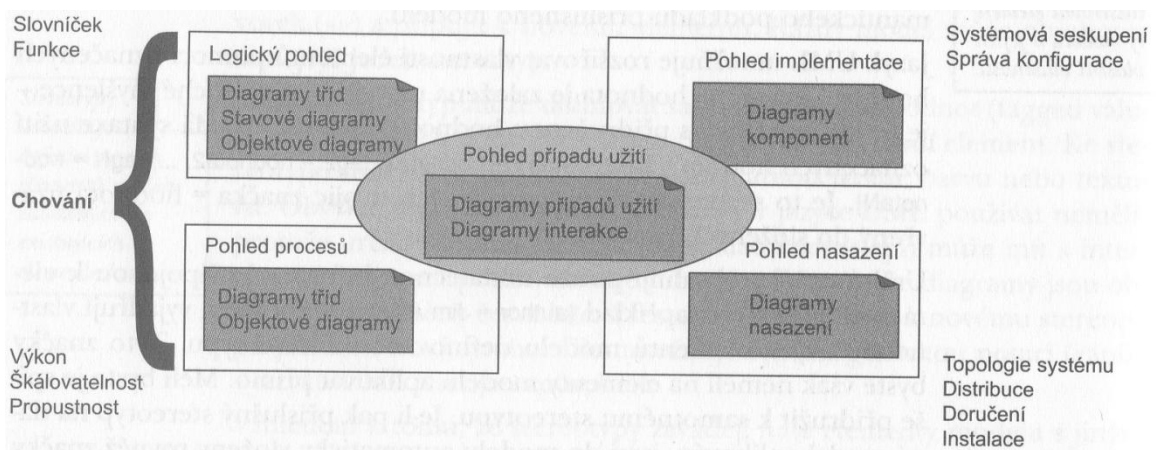 Slovníček
Funkce
Chování
Výkon
Škálovatelnost
Propustnost
Logický pohled
Diagramy tříd
Stavové diagramy
Objektové diagramy
Pohled implementace
Diagramy
komponent
Systémová seskupení
Správa konfigurace
Pohled případu užití
Diagramy případů užití
Diagramy interakce
Pohled procesů
Diagramy tříd
Objektové diagramy
Pohled nasazení
Diagramy
nasazení
Topologie systému
Distribuce
Doručení
Instalace